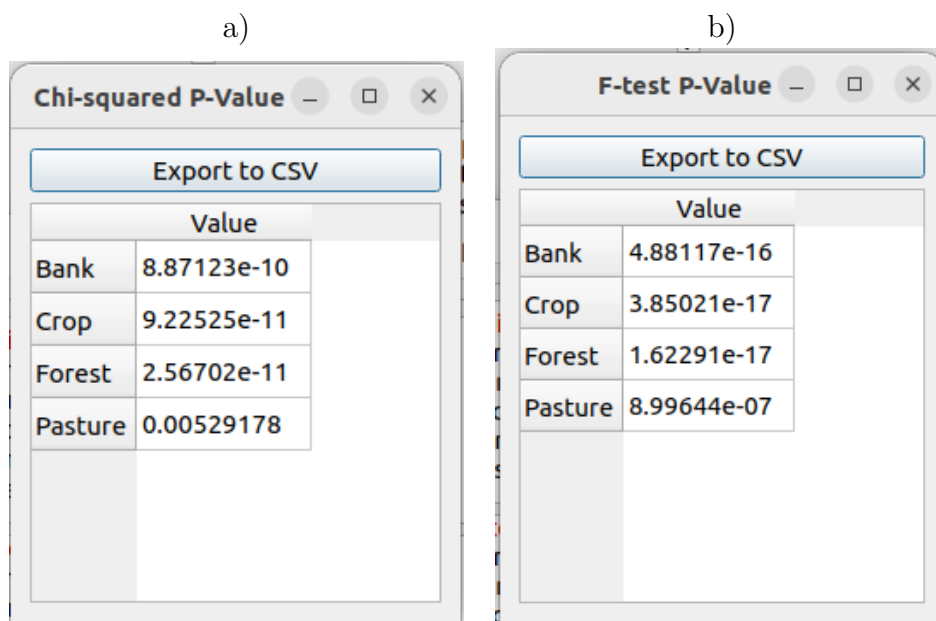 a)
Chi-squared P-Value
Export to CSV
Value
Bank 8.87123e-10
Crop 9.22525e-11
Forest 2.56702e-11
Pasture 0.00529178
b)
F-test P-Value
Export to CSV
Value
Bank 4.88117e-16
Crop 3.85021e-17
Forest 1.62291e-17
Pasture 8.99644e-07